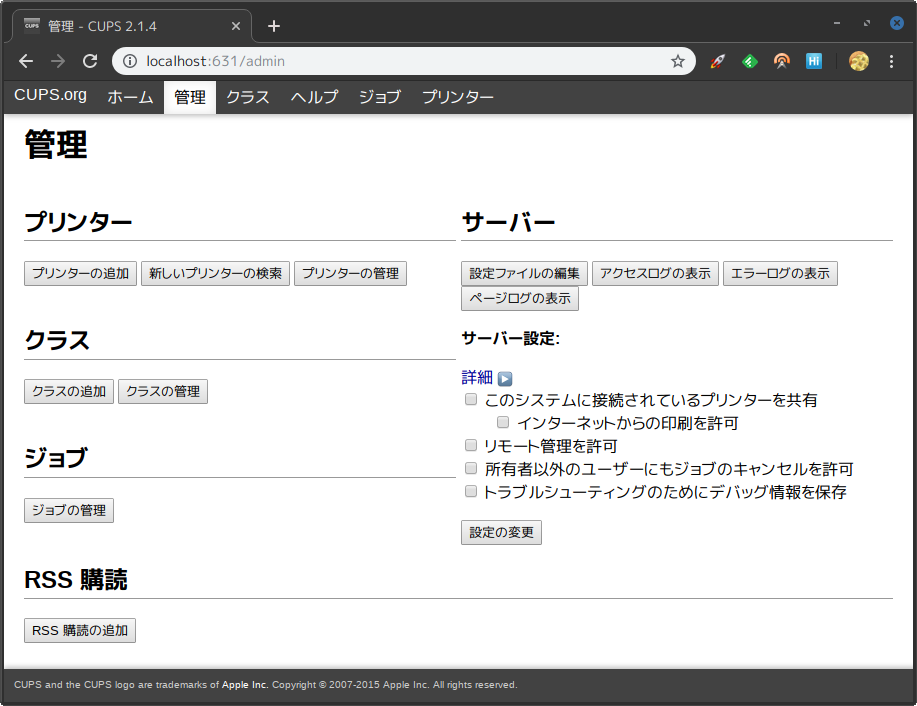 管理 - CUPS 2.1.4
localhost:631/admin
CUPS.org ホーム 管理 クラス ヘルプ ジョブ プリンター
管理
プリンター
プリンターの追加 新しいプリンターの検索 プリンターの管理
クラス
クラスの追加 クラスの管理
ジョブ
ジョブの管理
サーバー
設定ファイルの編集 アクセスログの表示 エラーログの表示
ページログの表示
サーバー設定:
詳細
このシステムに接続されているプリンターを共有
インターネットからの印刷を許可
リモート管理を許可
所有者以外のユーザーにもジョブのキャンセルを許可
トラブルシューティングのためにデバッグ情報を保存
設定の変更
RSS 購読
RSS 購読の追加
CUPS and the CUPS logo are trademarks of Apple Inc. Copyright © 2007-2015 Apple Inc. All rights reserved.